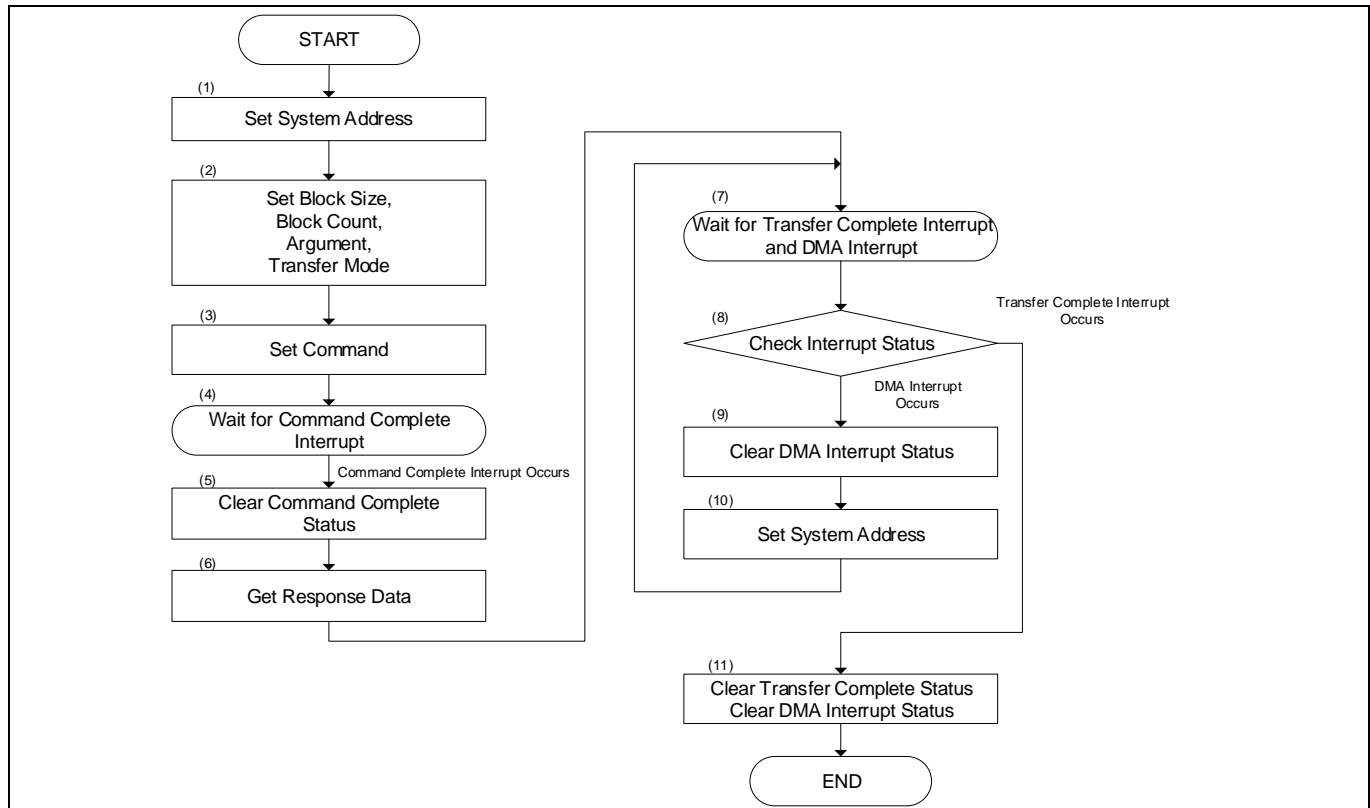 START
(1)
Set System Address
(2)
Set Block Size,
Block Count,
Argument,
Transfer Mode
(3)
Set Command
(4)
Wait for Command Complete
Interrupt
Command Complete Interrupt Occurs
(5)
Clear Command Complete
Status
(6)
Get Response Data
(7)
Wait for Transfer Complete Interrupt
and DMA Interrupt
(8)
Check Interrupt Status
Transfer Complete Interrupt
Occurs
DMA Interrupt
Occurs
(9)
Clear DMA Interrupt Status
(10)
Set System Address
(11)
Clear Transfer Complete Status
Clear DMA Interrupt Status
END